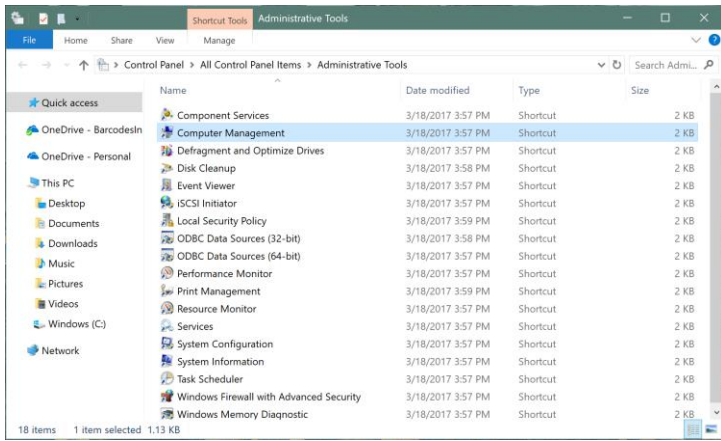 Shortcut Tools Administrative Tools
File Home Share View Manage
Control Panel > All Control Panel Items > Administrative Tools Search Admi...
Name Date modified Type Size
Quick access
OneDrive - BarcodesIn
OneDrive - Personal
This PC
Desktop
Documents
Downloads
Music
Pictures
Videos
Windows (C:)
Network
Component Services 3/18/2017 3:57 PM Shortcut 2 KB
Computer Management 3/18/2017 3:57 PM Shortcut 2 KB
Defragment and Optimize Drives 3/18/2017 3:57 PM Shortcut 2 KB
Disk Cleanup 3/18/2017 3:58 PM Shortcut 2 KB
Event Viewer 3/18/2017 3:57 PM Shortcut 2 KB
iSCSI Initiator 3/18/2017 3:57 PM Shortcut 2 KB
Local Security Policy 3/18/2017 3:59 PM Shortcut 2 KB
ODBC Data Sources (32-bit) 3/18/2017 3:58 PM Shortcut 2 KB
ODBC Data Sources (64-bit) 3/18/2017 3:57 PM Shortcut 2 KB
Performance Monitor 3/18/2017 3:57 PM Shortcut 2 KB
Print Management 3/18/2017 3:59 PM Shortcut 2 KB
Resource Monitor 3/18/2017 3:57 PM Shortcut 2 KB
Services 3/18/2017 3:57 PM Shortcut 2 KB
System Configuration 3/18/2017 3:57 PM Shortcut 2 KB
System Information 3/18/2017 3:57 PM Shortcut 2 KB
Task Scheduler 3/18/2017 3:57 PM Shortcut 2 KB
Windows Firewall with Advanced Security 3/18/2017 3:57 PM Shortcut 2 KB
Windows Memory Diagnostic 3/18/2017 3:57 PM Shortcut 2 KB
18 items 1 item selected 1.13 KB